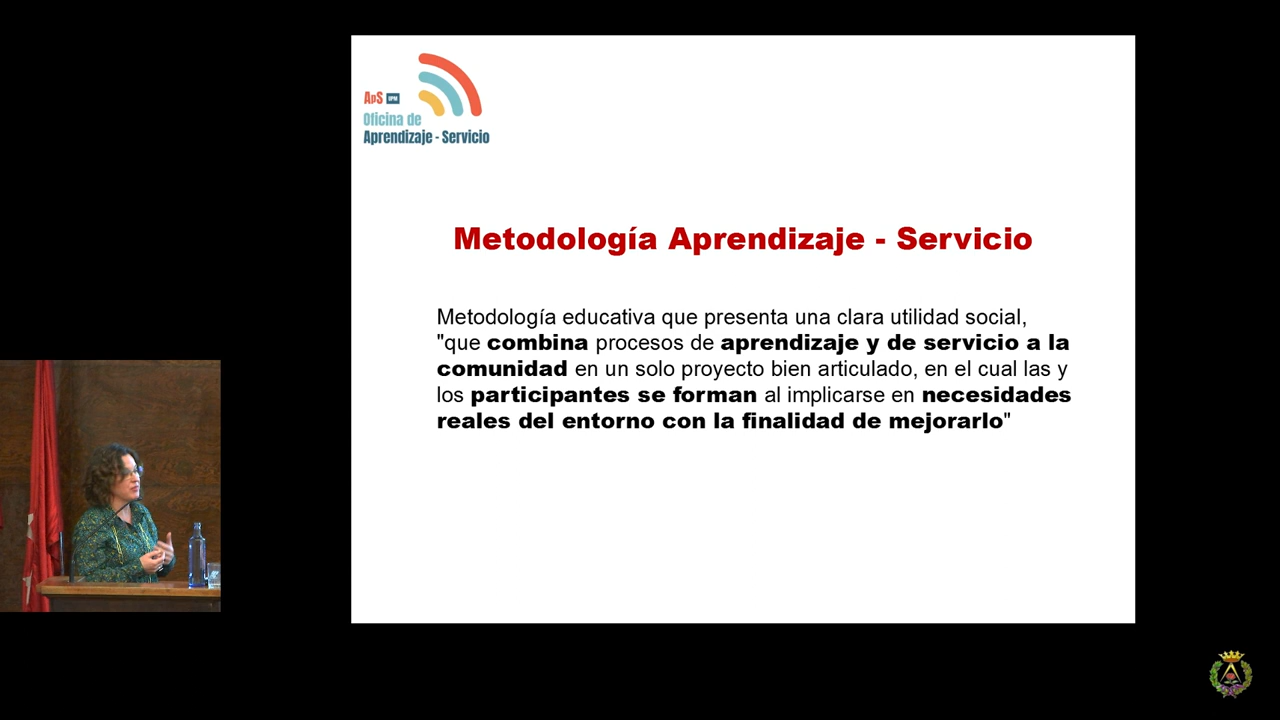 ApS UPM
Oficina de
Aprendizaje - Servicio
Metodología Aprendizaje - Servicio
Metodología educativa que presenta una clara utilidad social,
"que combina procesos de aprendizaje y de servicio a la
comunidad en un solo proyecto bien articulado, en el cual las y
los participantes se forman al implicarse en necesidades
reales del entorno con la finalidad de mejorarlo"